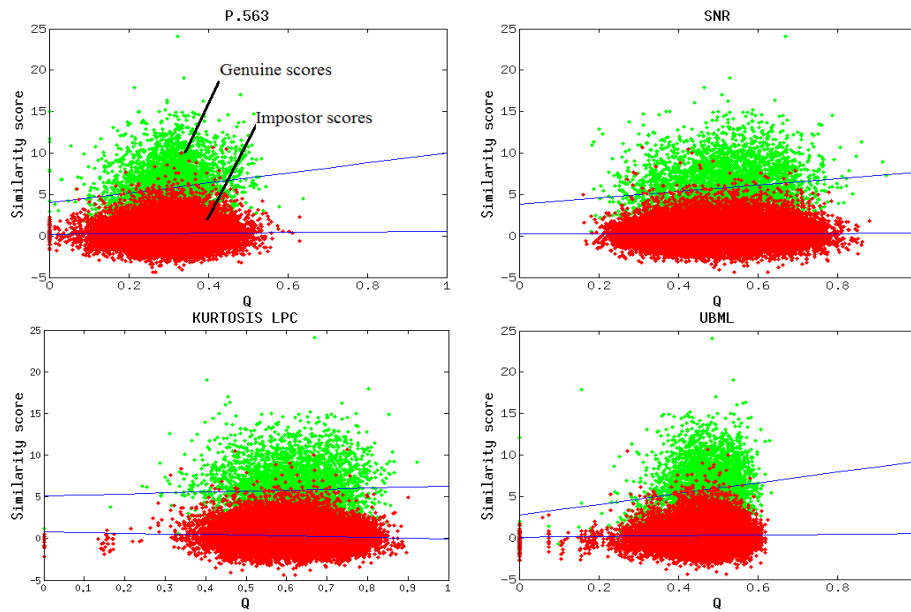 P.563
25
20
15
10
5
0
-5
Similarity score
Genuine scores
Impostor scores
0 0.2 0.4 0.6 0.8 1
Q
SNR
25
20
15
10
5
0
-5
Similarity score
0 0.2 0.4 0.6 0.8
Q
KURTOSIS LPC
25
20
15
10
5
0
-5
Similarity score
0 0.1 0.2 0.3 0.4 0.5 0.6 0.7 0.8 0.9 1
Q
UBML
25
20
15
10
5
0
-5
Similarity score
0 0.2 0.4 0.6 0.8
Q